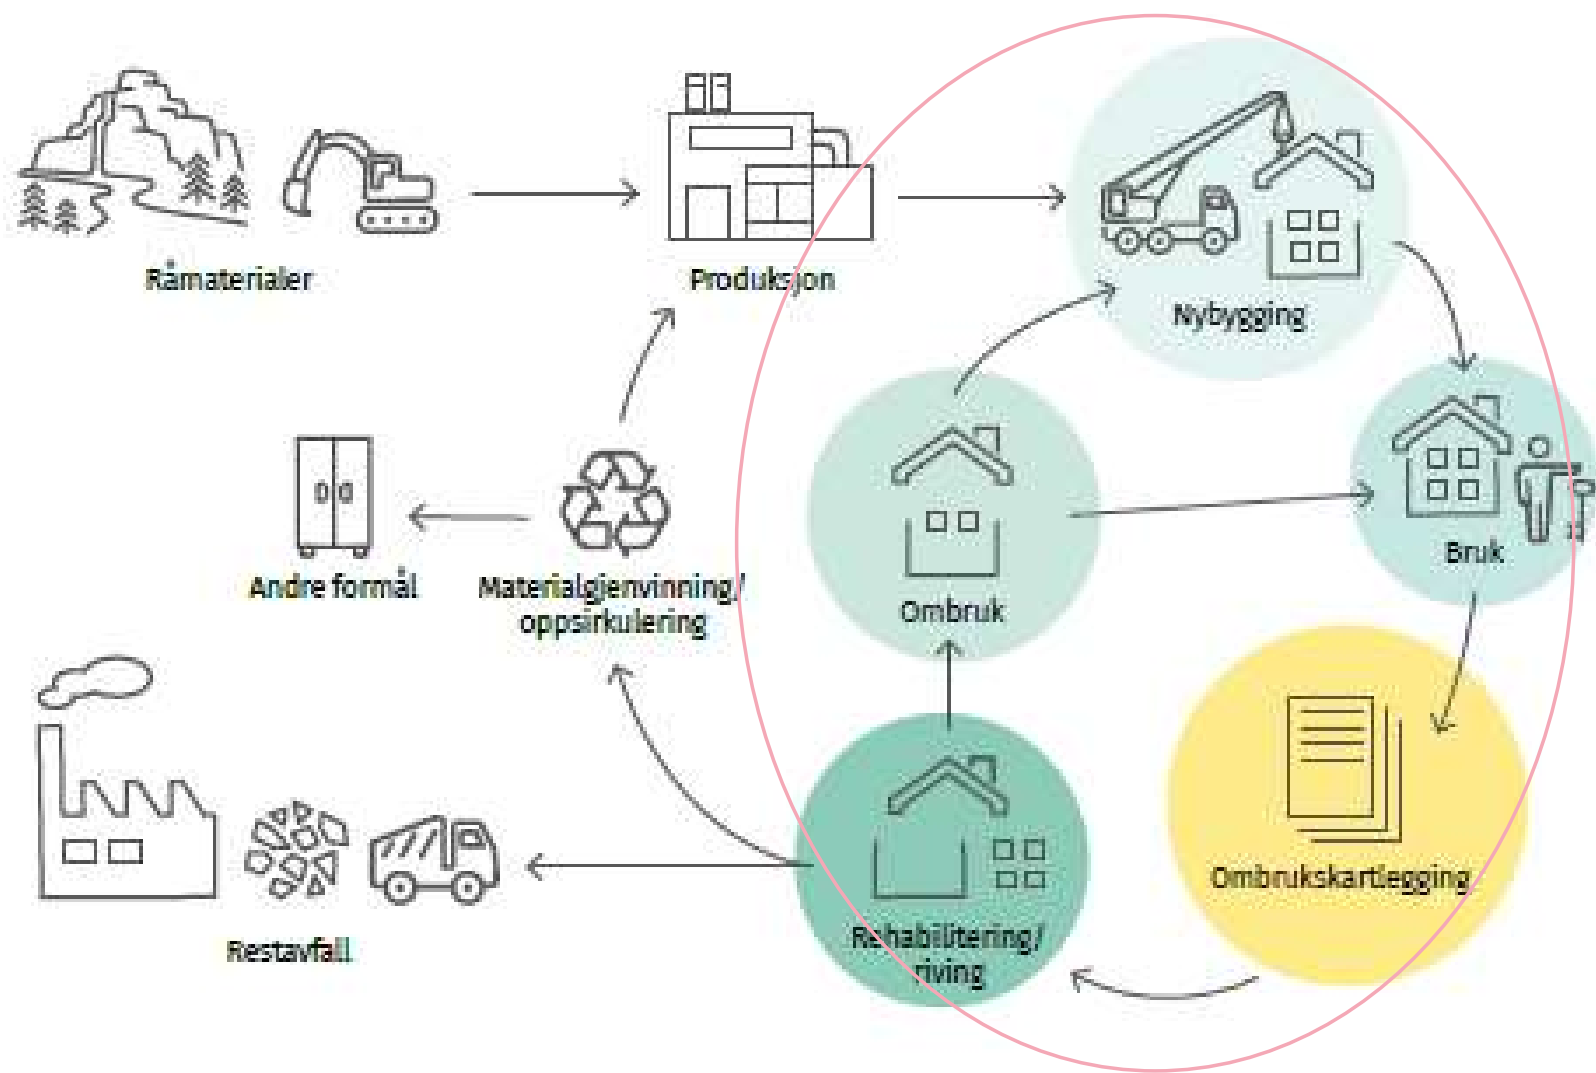 Råmaterialer
Produksjon
Nybygging
Bruk
Andre formål
Materialgjenvinning/
oppsirkulering
Ombruk
Ombrukskartlegging
Restavfall
Rehabilitering/
riving